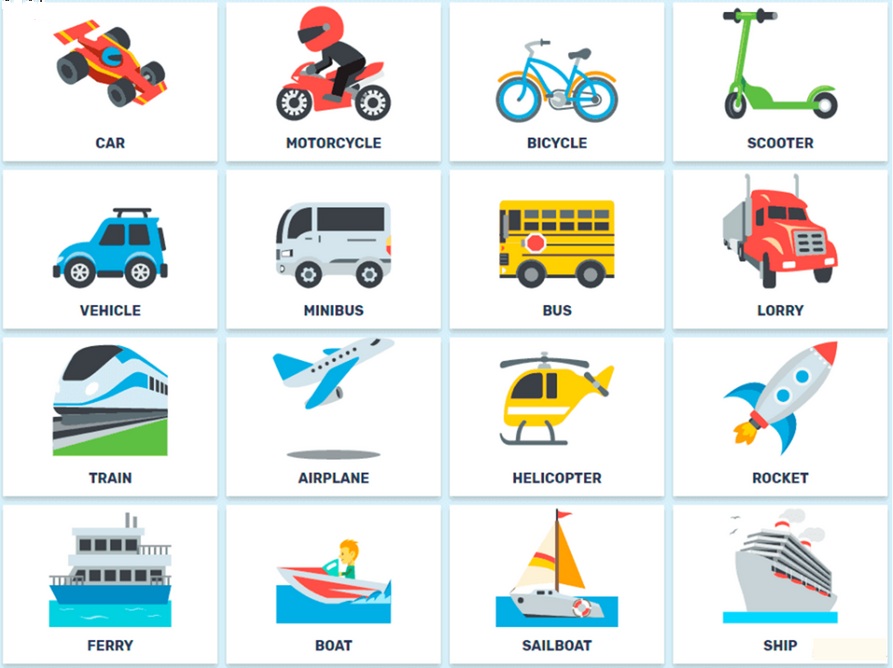 CAR
MOTORCYCLE
BICYCLE
SCOOTER
VEHICLE
MINIBUS
BUS
LORRY
TRAIN
AIRPLANE
HELICOPTER
ROCKET
FERRY
BOAT
SAILBOAT
SHIP